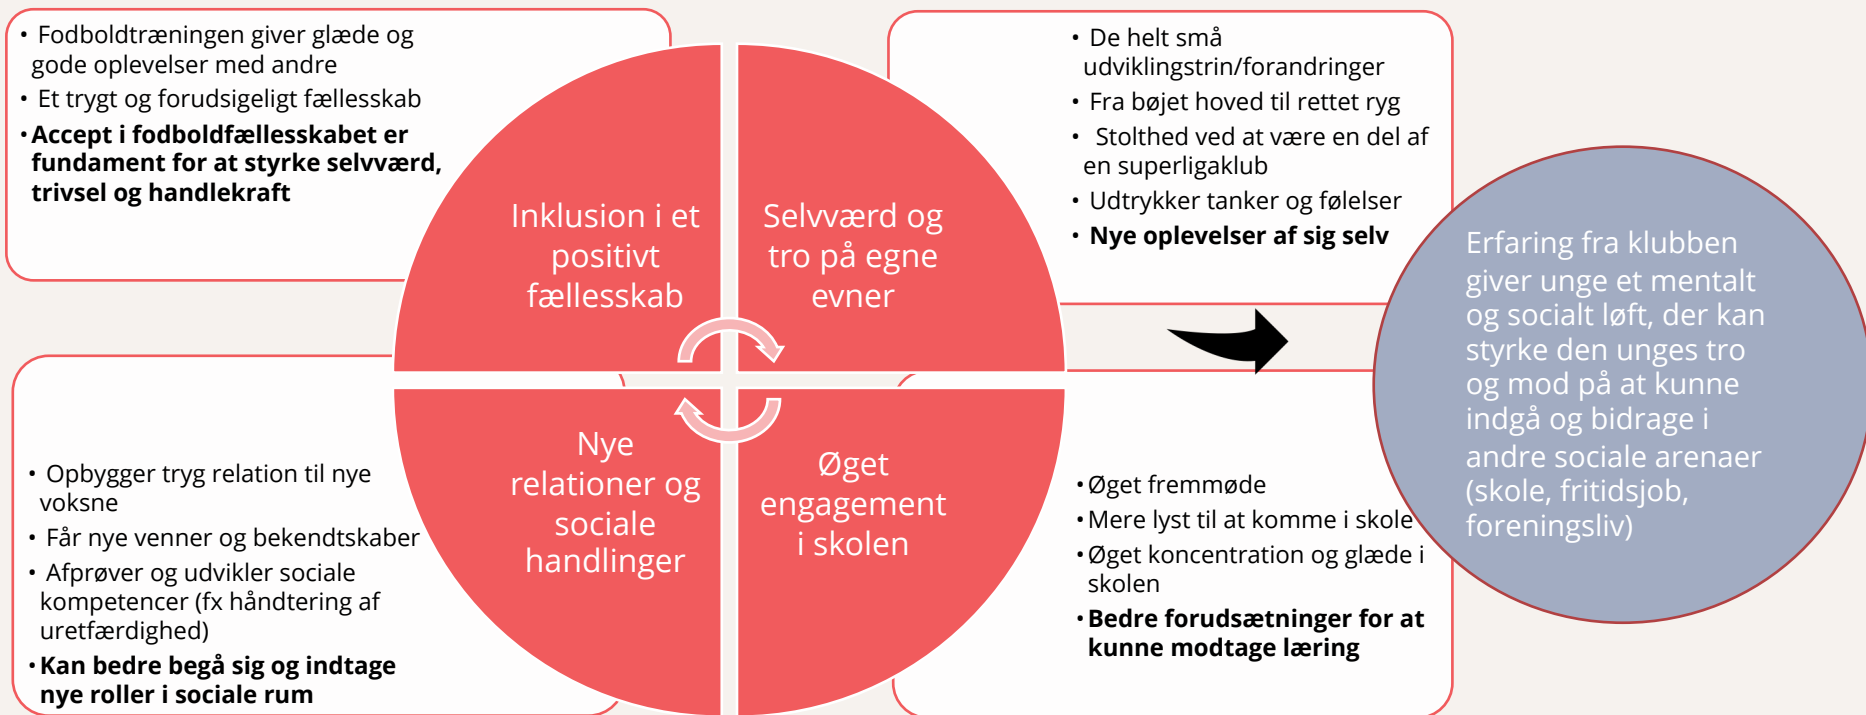 • Fodboldtræningen giver glæde og
gode oplevelser med andre
• Et trygt og forudsigeligt fællesskab
• Accept i fodboldfællesskabet er
fundament for at styrke selvværd,
trivsel og handlekraft
Inklusion i et
positivt
fællesskab
Selvværd og
tro på egne
evner
• De helt små
udviklingstrin/forandringer
• Fra bøjet hoved til rettet ryg
• Stolthed ved at være en del af
en superligaklub
• Udtrykker tanker og følelser
• Nye oplevelser af sig selv
• Opbygger tryg relation til nye
voksne
• Får nye venner og bekendtskaber
• Afprøver og udvikler sociale
kompetencer (fx håndtering af
uretfærdighed)
• Kan bedre begå sig og indtage
nye roller i sociale rum
Nye
relationer og
sociale
handlinger
Øget
engagement
i skolen
• Øget fremmøde
• Mere lyst til at komme i skole
• Øget koncentration og glæde i
skolen
• Bedre forudsætninger for at
kunne modtage læring
Erfaring fra klubben
giver unge et mentalt
og socialt løft, der kan
styrke den unges tro
og mod på at kunne
indgå og bidrage i
andre sociale arenaer
(skole, fritidsjob,
foreningsliv)